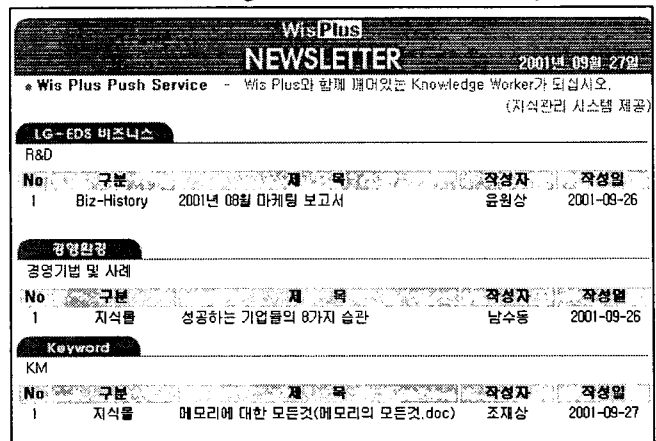 Wis Plus
NEWSLETTER 2001년 09월 27일
Wis Plus Push Service - Wis Plus와 함께 깨어있는 Knowledge Worker가 되십시오.
(지식관리 시스템 제공)
LG-EDS 비즈니스
R&D
No 구분 제 목 작성자 작성일
1 Biz-History 2001년 08월 마케팅 보고서 윤원상 2001-09-26
경영환경
경영기법 및 사례
No 구분 제 목 작성자 작성일
1 지식몰 성공하는 기업들의 8가지 습관 남수동 2001-09-26
Keyword
KM
No 구분 제 목 작성자 작성일
1 지식몰 메모리에 대한 모든것(메모리의 모든것.doc) 조재상 2001-09-27